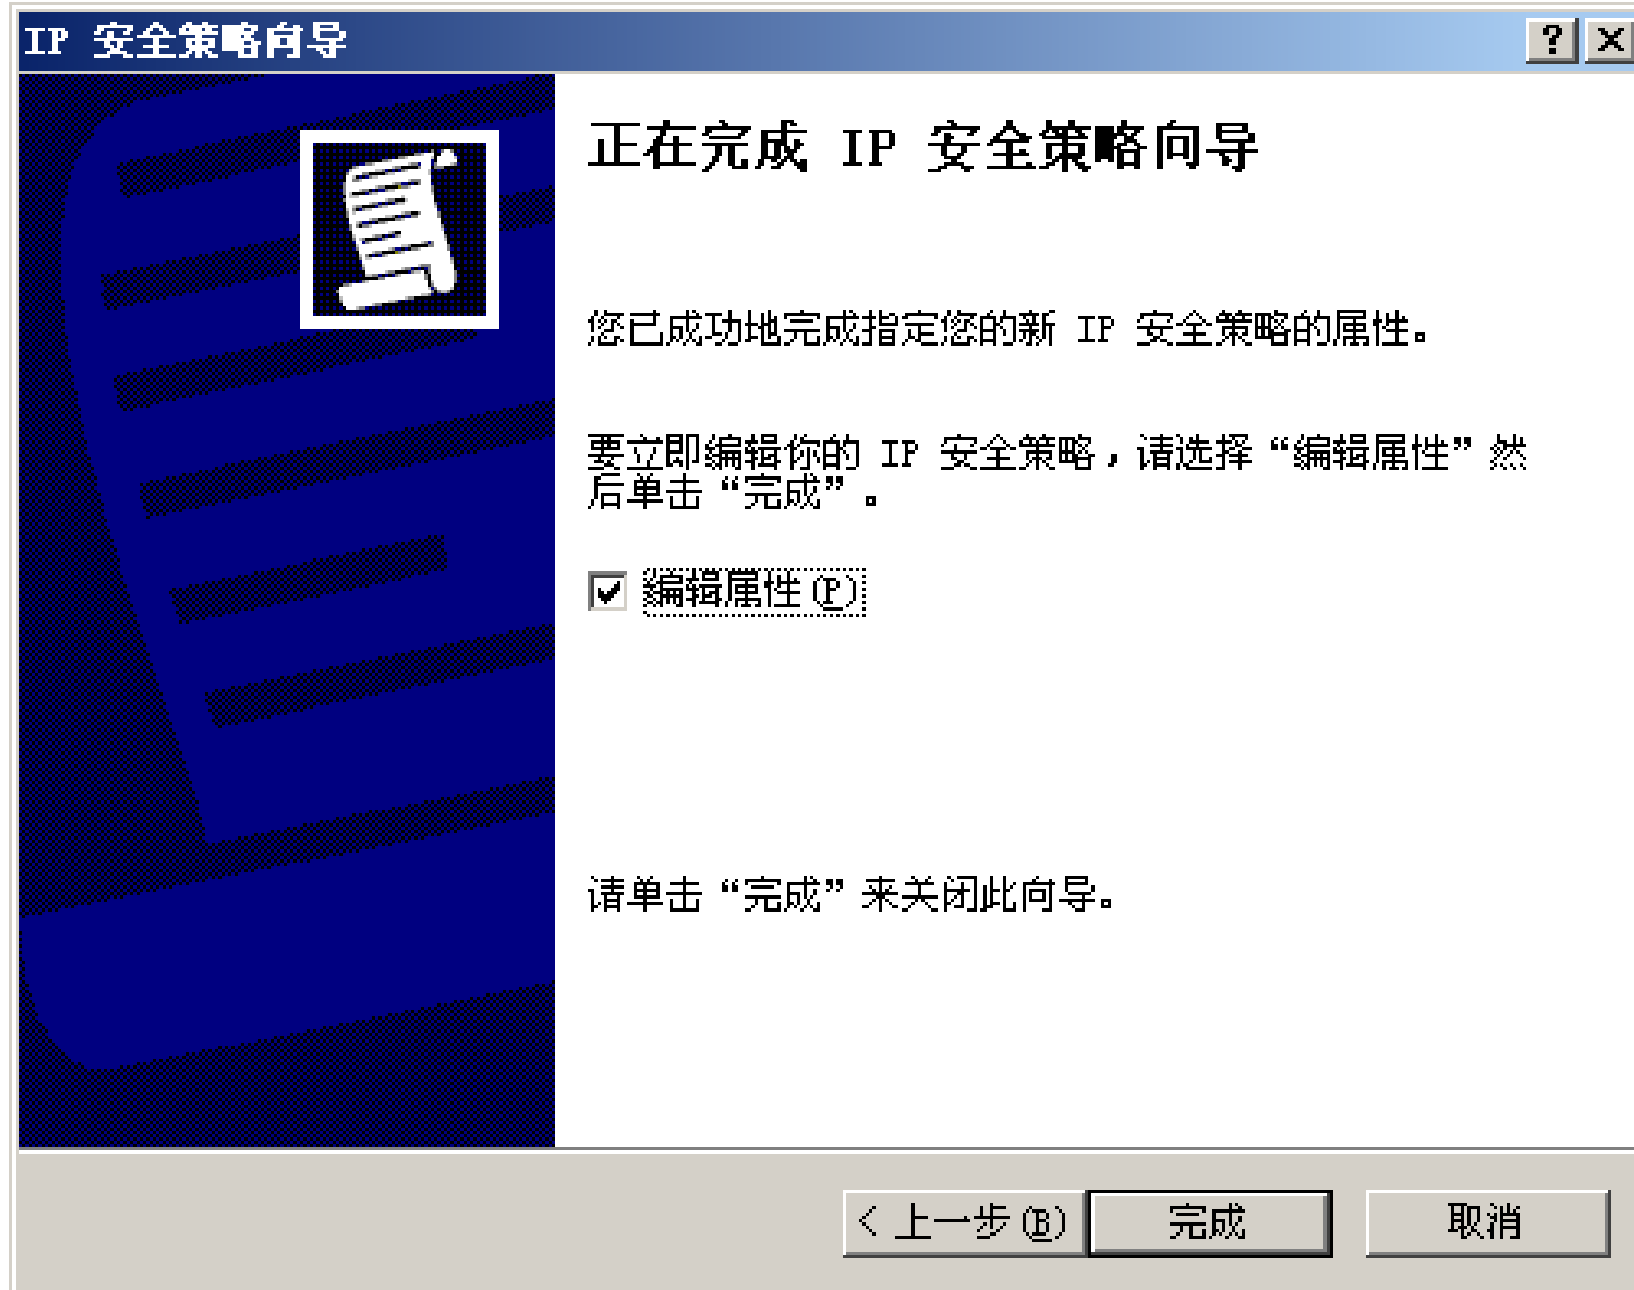 IP 安全策略向导
正在完成 IP 安全策略向导
您已成功地完成指定您的新 IP 安全策略的属性。
要立即编辑你的 IP 安全策略，请选择“编辑属性”然
后单击“完成”。
编辑属性(P)
请单击“完成”来关闭此向导。
< 上一步(B)
完成
取消